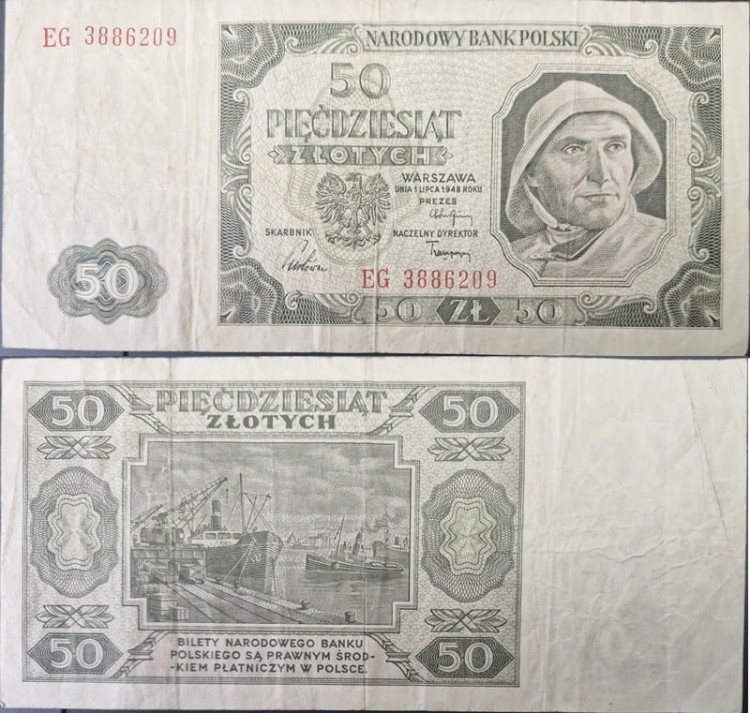 EG 3886209
NARODOWY BANK POLSKI
50
PIĘĆDZIESIĄT
ZŁOTYCH
WARSZAWA
DNIA 1 LIPCA 1948 ROKU
PREZES
SKARBNIK
NACZELNY DYREKTOR
EG 3886209
50
50 ZŁ 50
50
PIĘĆDZIESIĄT
ZŁOTYCH
50
BILETY NARODOWEGO BANKU
POLSKIEGO SĄ PRAWNYM ŚROD-
-KIEM PŁATNICZYM W POLSCE.
50
50